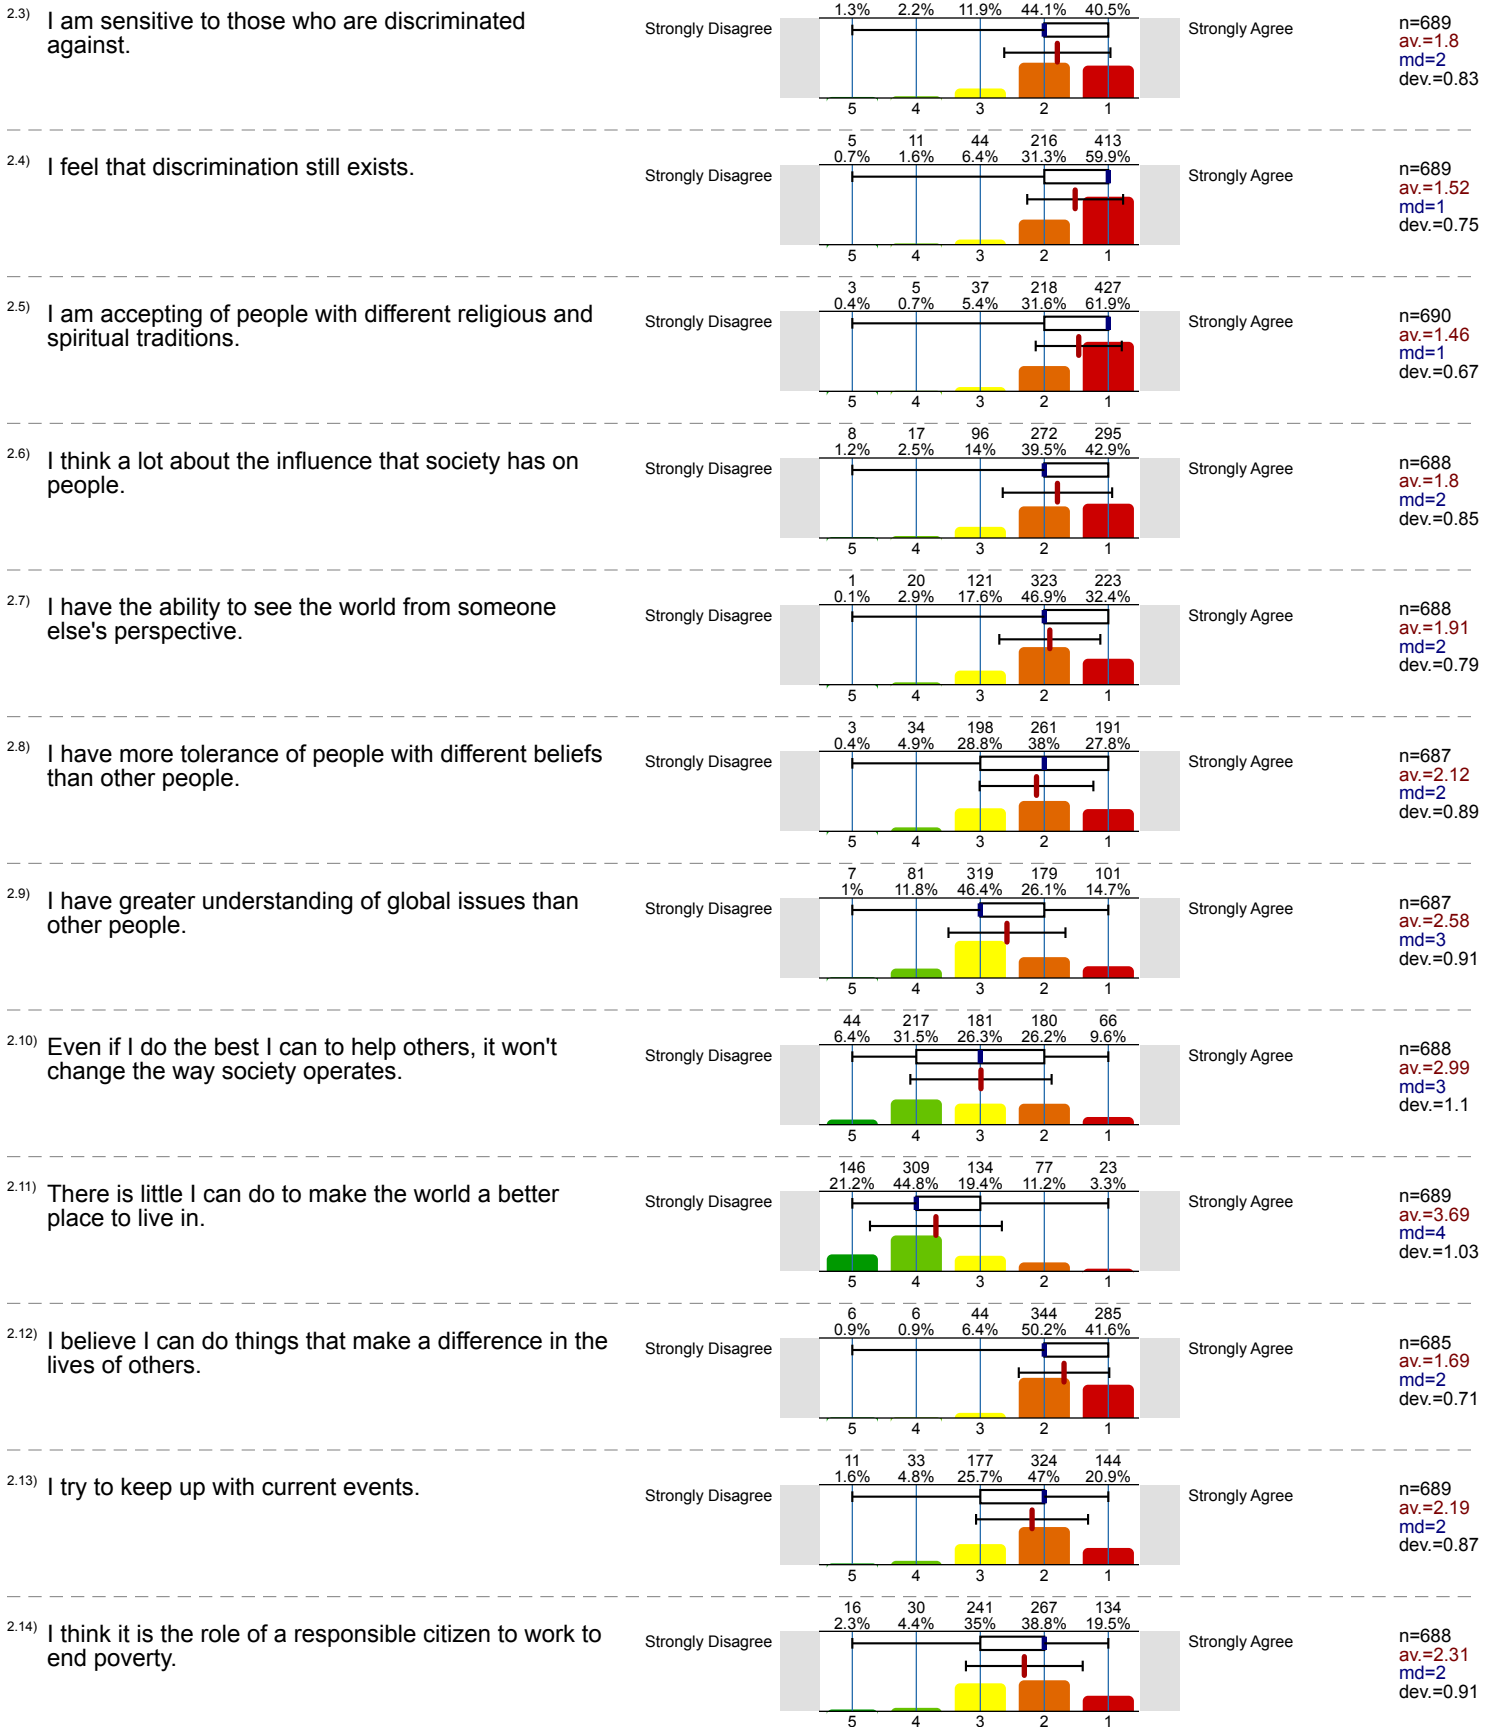 1.3% 2.2% 11.9% 44.1% 40.5%
2.3) I am sensitive to those who are discriminated
against.
Strongly Disagree Strongly Agree
n=689
av.=1.8
md=2
dev.=0.83
5 4 3 2 1
5 11 44 216 413
0.7% 1.6% 6.4% 31.3% 59.9%
2.4) I feel that discrimination still exists.
Strongly Disagree Strongly Agree
n=689
av.=1.52
md=1
dev.=0.75
5 4 3 2 1
3 5 37 218 427
0.4% 0.7% 5.4% 31.6% 61.9%
2.5) I am accepting of people with different religious and
spiritual traditions.
Strongly Disagree Strongly Agree
n=690
av.=1.46
md=1
dev.=0.67
5 4 3 2 1
8 17 96 272 295
1.2% 2.5% 14% 39.5% 42.9%
2.6) I think a lot about the influence that society has on
people.
Strongly Disagree Strongly Agree
n=688
av.=1.8
md=2
dev.=0.85
5 4 3 2 1
1 20 121 323 223
0.1% 2.9% 17.6% 46.9% 32.4%
2.7) I have the ability to see the world from someone
else's perspective.
Strongly Disagree Strongly Agree
n=688
av.=1.91
md=2
dev.=0.79
5 4 3 2 1
3 34 198 261 191
0.4% 4.9% 28.8% 38% 27.8%
2.8) I have more tolerance of people with different beliefs
than other people.
Strongly Disagree Strongly Agree
n=687
av.=2.12
md=2
dev.=0.89
5 4 3 2 1
7 81 319 179 101
1% 11.8% 46.4% 26.1% 14.7%
2.9) I have greater understanding of global issues than
other people.
Strongly Disagree Strongly Agree
n=687
av.=2.58
md=3
dev.=0.91
5 4 3 2 1
44 217 181 180 66
6.4% 31.5% 26.3% 26.2% 9.6%
2.10) Even if I do the best I can to help others, it won't
change the way society operates.
Strongly Disagree Strongly Agree
n=688
av.=2.99
md=3
dev.=1.1
5 4 3 2 1
146 309 134 77 23
21.2% 44.8% 19.4% 11.2% 3.3%
2.11) There is little I can do to make the world a better
place to live in.
Strongly Disagree Strongly Agree
n=689
av.=3.69
md=4
dev.=1.03
5 4 3 2 1
6 6 44 344 285
0.9% 0.9% 6.4% 50.2% 41.6%
2.12) I believe I can do things that make a difference in the
lives of others.
Strongly Disagree Strongly Agree
n=685
av.=1.69
md=2
dev.=0.71
5 4 3 2 1
11 33 177 324 144
1.6% 4.8% 25.7% 47% 20.9%
2.13) I try to keep up with current events.
Strongly Disagree Strongly Agree
n=689
av.=2.19
md=2
dev.=0.87
5 4 3 2 1
16 30 241 267 134
2.3% 4.4% 35% 38.8% 19.5%
2.14) I think it is the role of a responsible citizen to work to
end poverty.
Strongly Disagree Strongly Agree
n=688
av.=2.31
md=2
dev.=0.91
5 4 3 2 1